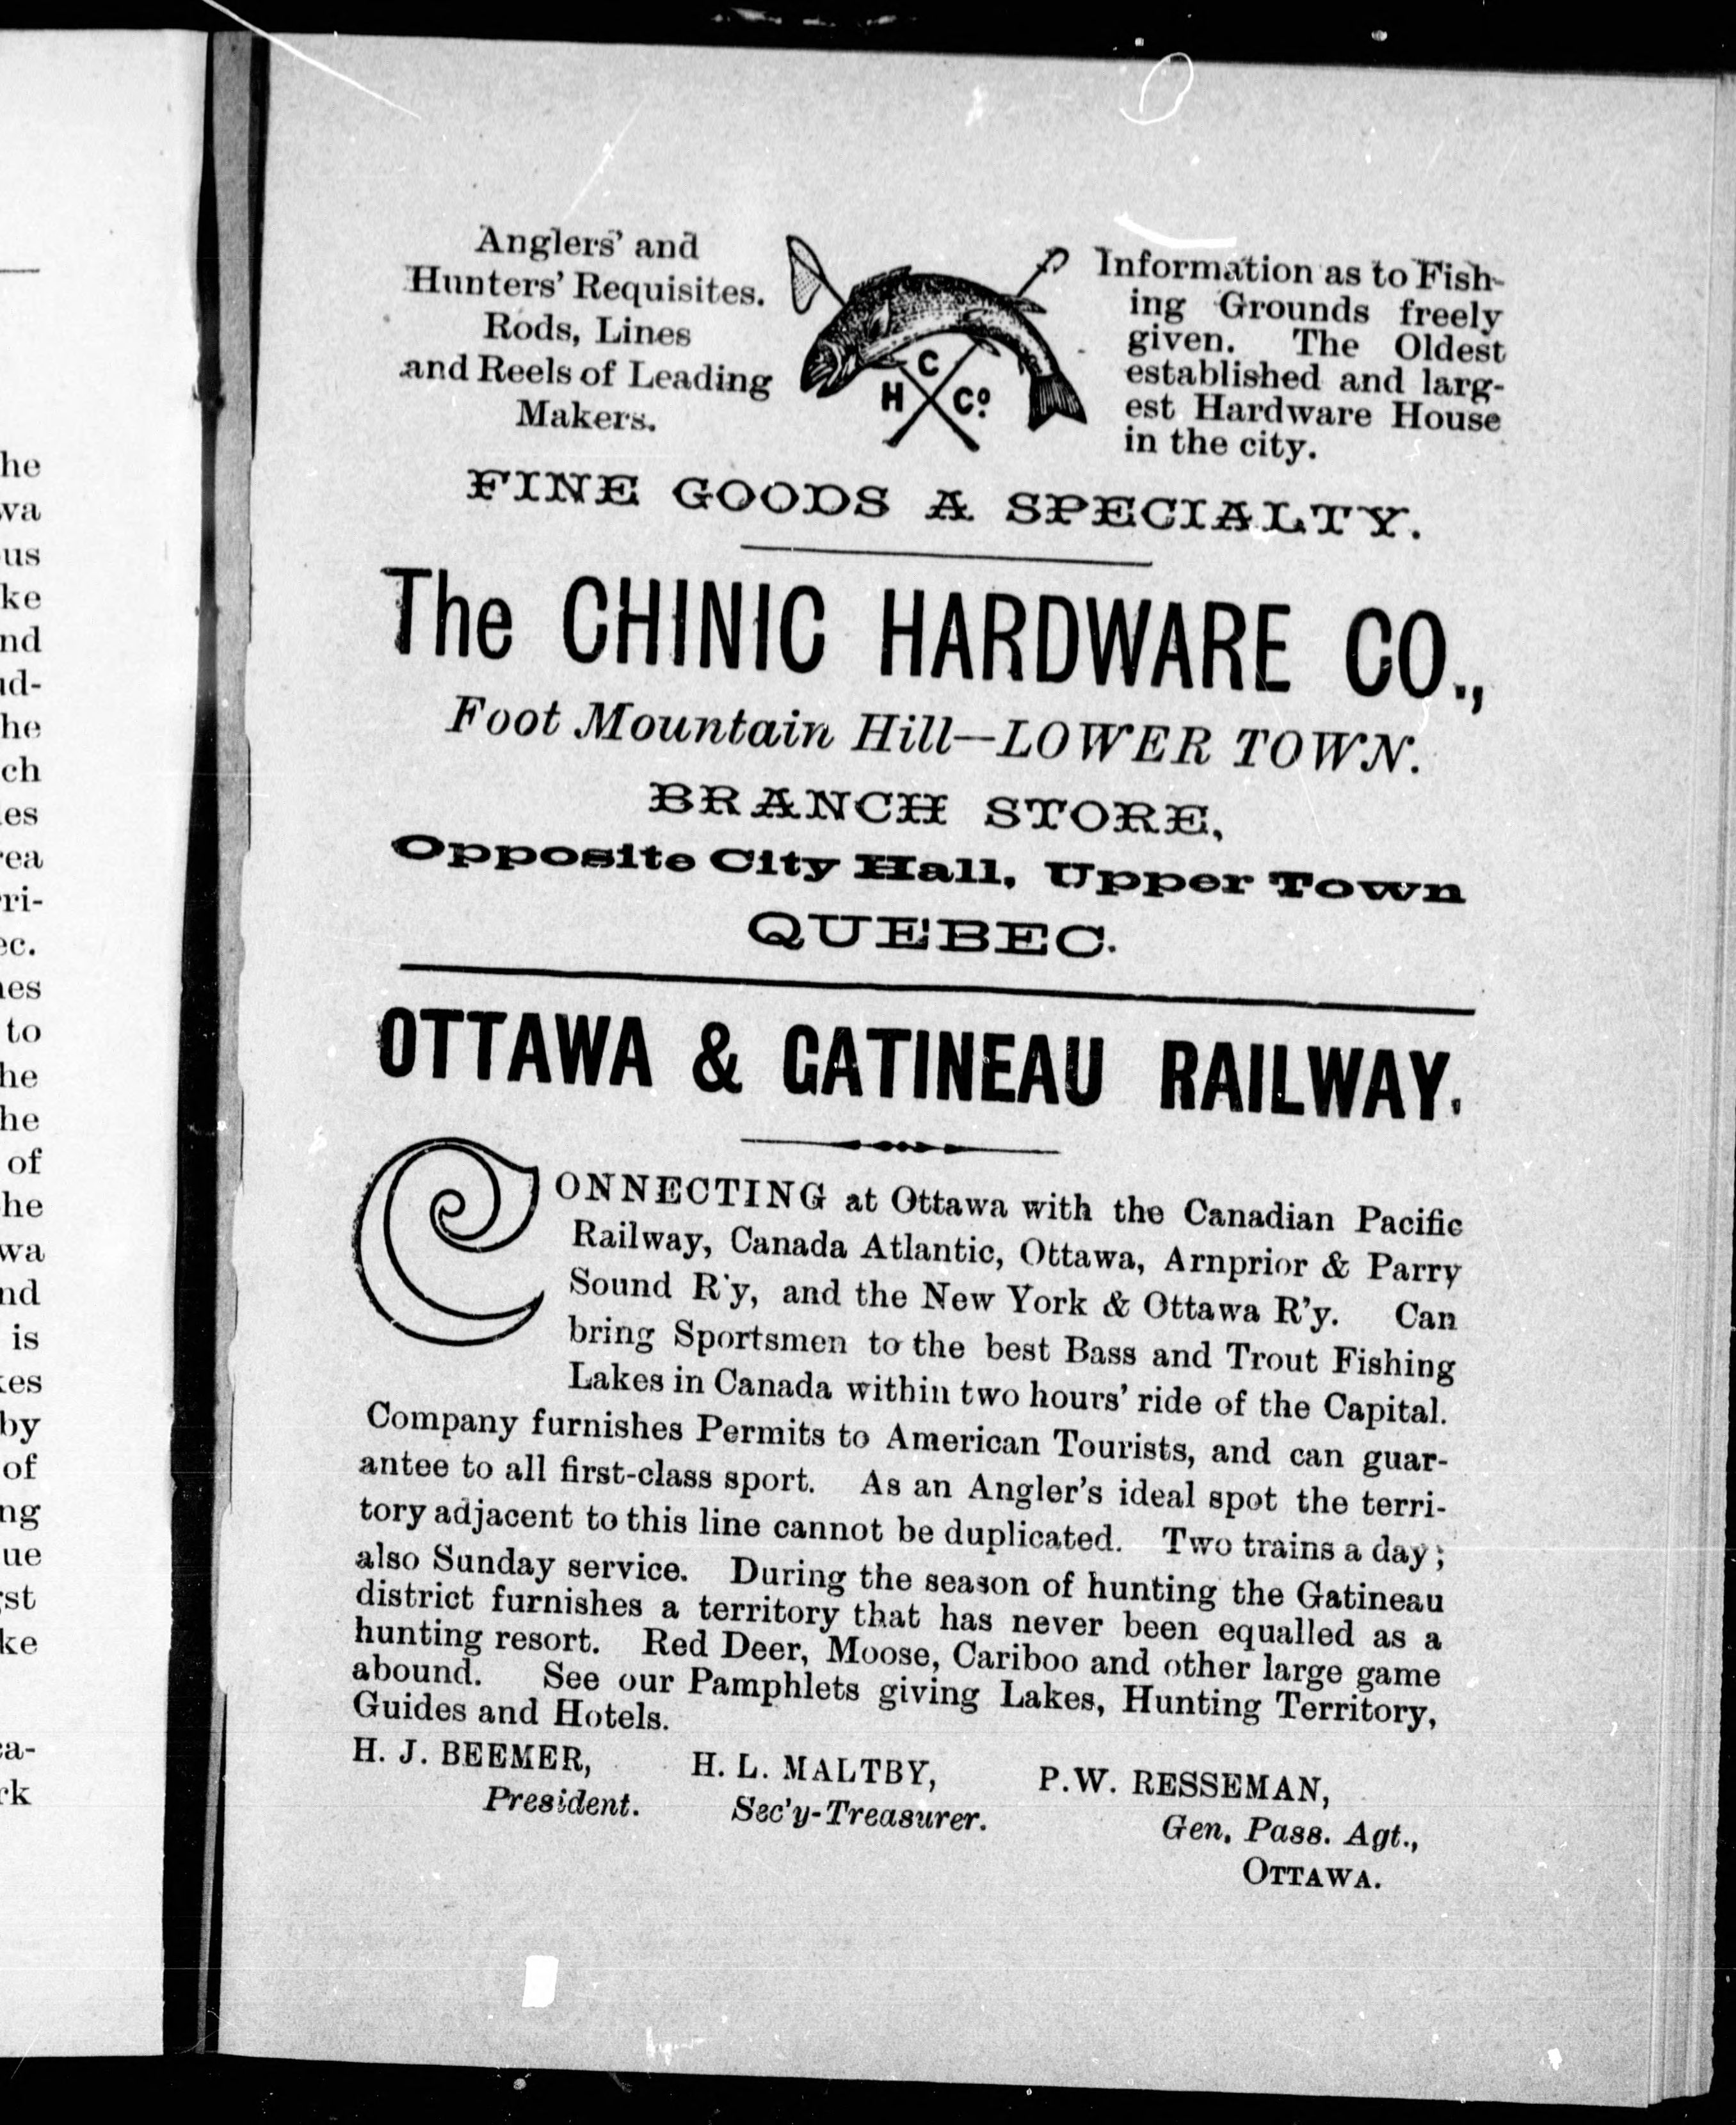 Anglers' and
Hunters' Requisites.
Rods, Lines
and Reels of Leading
Makers.
C
H Co.
Information as to Fish-
ing Grounds freely
given. The Oldest
established and larg-
est Hardware House
in the city.
FINE GOODS A SPECIALTY.
The CHINIC HARDWARE CO.,
Foot Mountain Hill—LOWER TOWN.
BRANCH STORE,
Opposite City Hall, Upper Town
QUEBEC.
OTTAWA & GATINEAU RAILWAY.
CONNECTING at Ottawa with the Canadian Pacific
Railway, Canada Atlantic, Ottawa, Arnprior & Parry
Sound R'y, and the New York & Ottawa R'y. Can
bring Sportsmen to the best Bass and Trout Fishing
Lakes in Canada within two hours' ride of the Capital.
Company furnishes Permits to American Tourists, and can guar-
antee to all first-class sport. As an Angler's ideal spot the terri-
tory adjacent to this line cannot be duplicated. Two trains a day;
also Sunday service. During the season of hunting the Gatineau
district furnishes a territory that has never been equalled as a
hunting resort. Red Deer, Moose, Cariboo and other large game
abound. See our Pamphlets giving Lakes, Hunting Territory,
Guides and Hotels.
H. J. BEEMER, H. L. MALTBY, P.W. RESSEMAN,
President. Sec'y-Treasurer. Gen. Pass. Agt.,
OTTAWA.